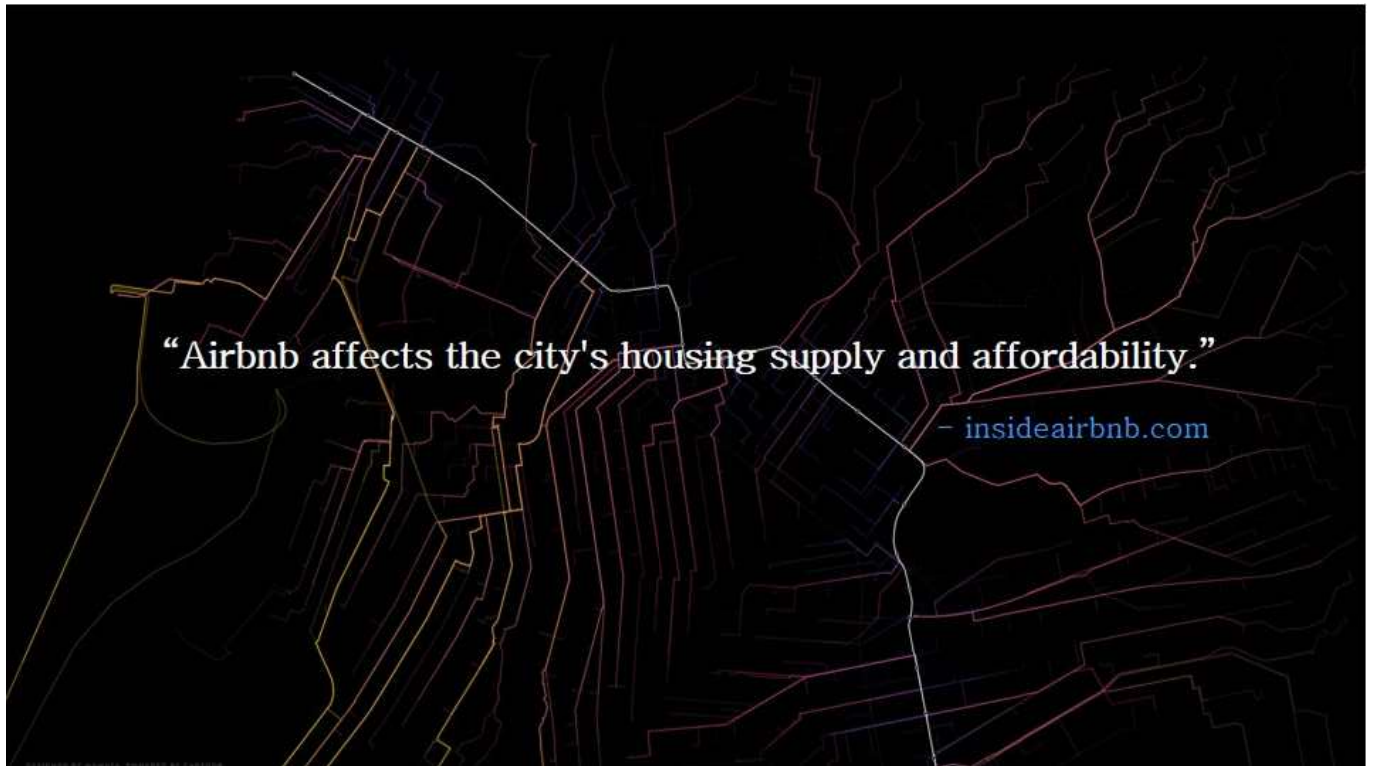 “Airbnb affects the city's housing supply and affordability.”
– insideairbnb.com